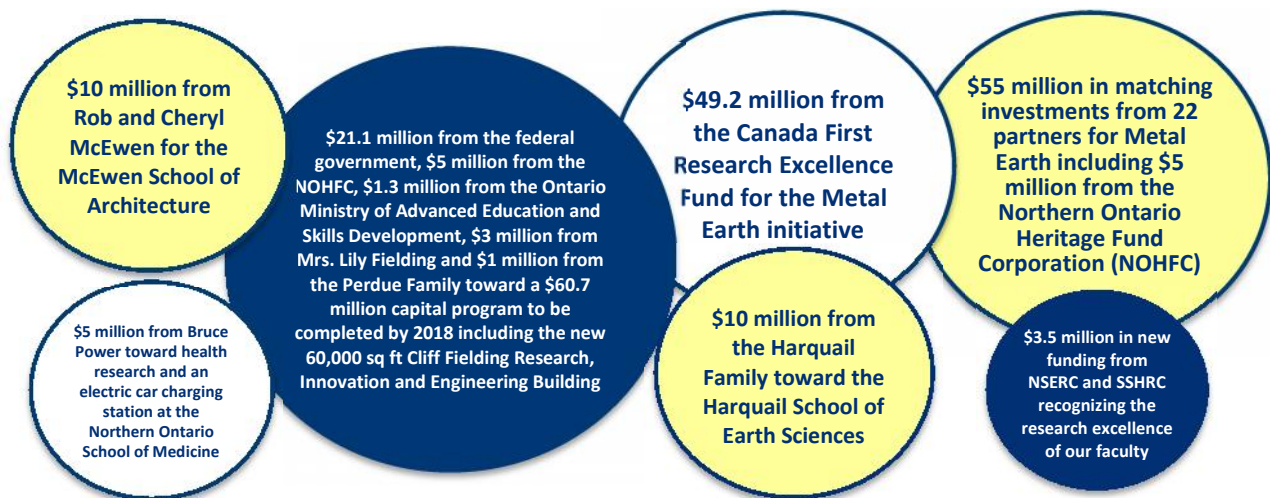 $10 million from
Rob and Cheryl
McEwen for the
McEwen School of
Architecture
$5 million from Bruce
Power toward health
research and an
electric car charging
station at the
Northern Ontario
School of Medicine
$21.1 million from the federal
government, $5 million from the
NOHFC, $1.3 million from the Ontario
Ministry of Advanced Education and
Skills Development, $3 million from
Mrs. Lily Fielding and $1 million from
the Perdue Family toward a $60.7
million capital program to be
completed by 2018 including the new
60,000 sq ft Cliff Fielding Research,
Innovation and Engineering Building
$49.2 million from
the Canada First
Research Excellence
Fund for the Metal
Earth initiative
$10 million from
the Harquail
Family toward the
Harquail School of
Earth Sciences
$55 million in matching
investments from 22
partners for Metal
Earth including $5
million from the
Northern Ontario
Heritage Fund
Corporation (NOHFC)
$3.5 million in new
funding from
NSERC and SSHRC
recognizing the
research excellence
of our faculty